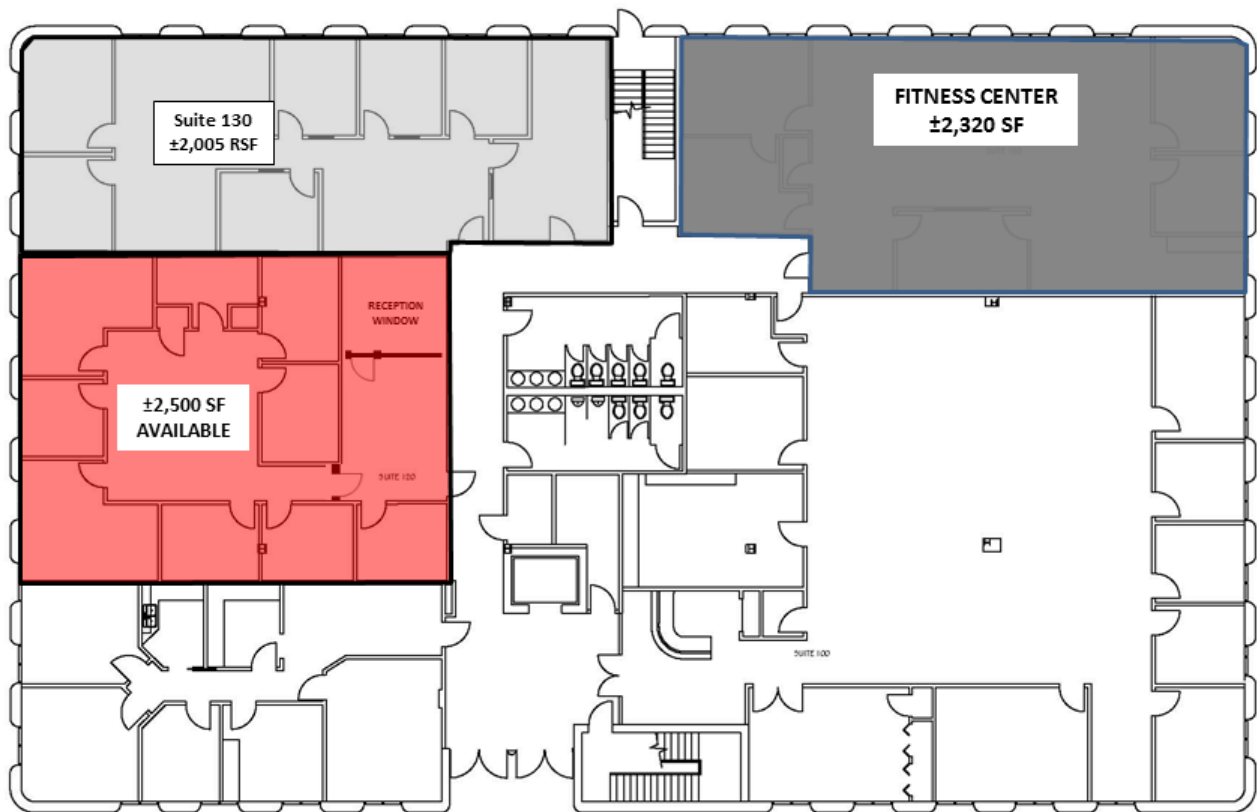 Suite 130
±2,005 RSF
FITNESS CENTER
±2,320 SF
RECEPTION
WINDOW
±2,500 SF
AVAILABLE
SUITE 120
SUITE 100